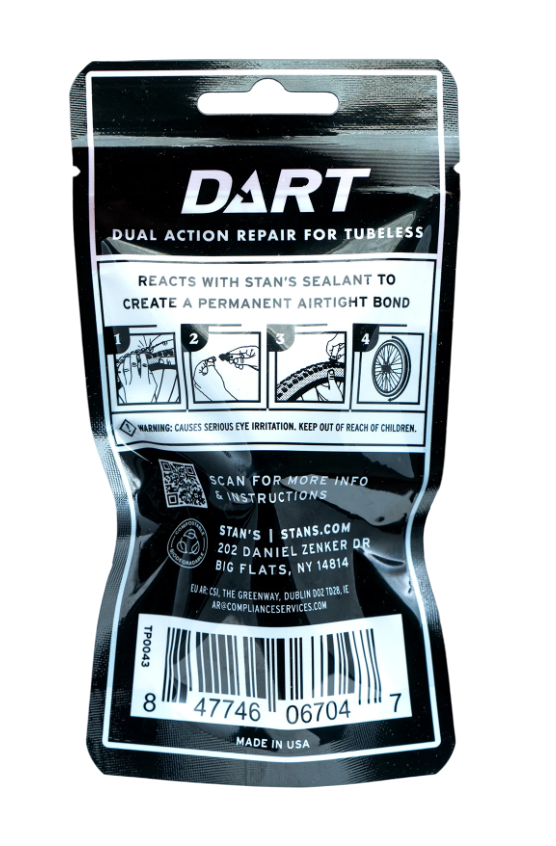 DART
DUAL ACTION REPAIR FOR TUBELESS
REACTS WITH STAN'S SEALANT TO
CREATE A PERMANENT AIRTIGHT BOND
1 2 3 4
WARNING: CAUSES SERIOUS EYE IRRITATION. KEEP OUT OF REACH OF CHILDREN.
SCAN FOR MORE INFO
& INSTRUCTIONS
COMPOSTABLE
BIODEGRADABLE
STAN'S | STANS.COM
202 DANIEL ZENKER DR
BIG FLATS, NY 14814
EU AR: CSI, THE GREENWAY, DUBLIN D02 TD28, IE
AR@COMPLIANCESERVICES.COM
TP0043
8 47746 06704 7
MADE IN USA